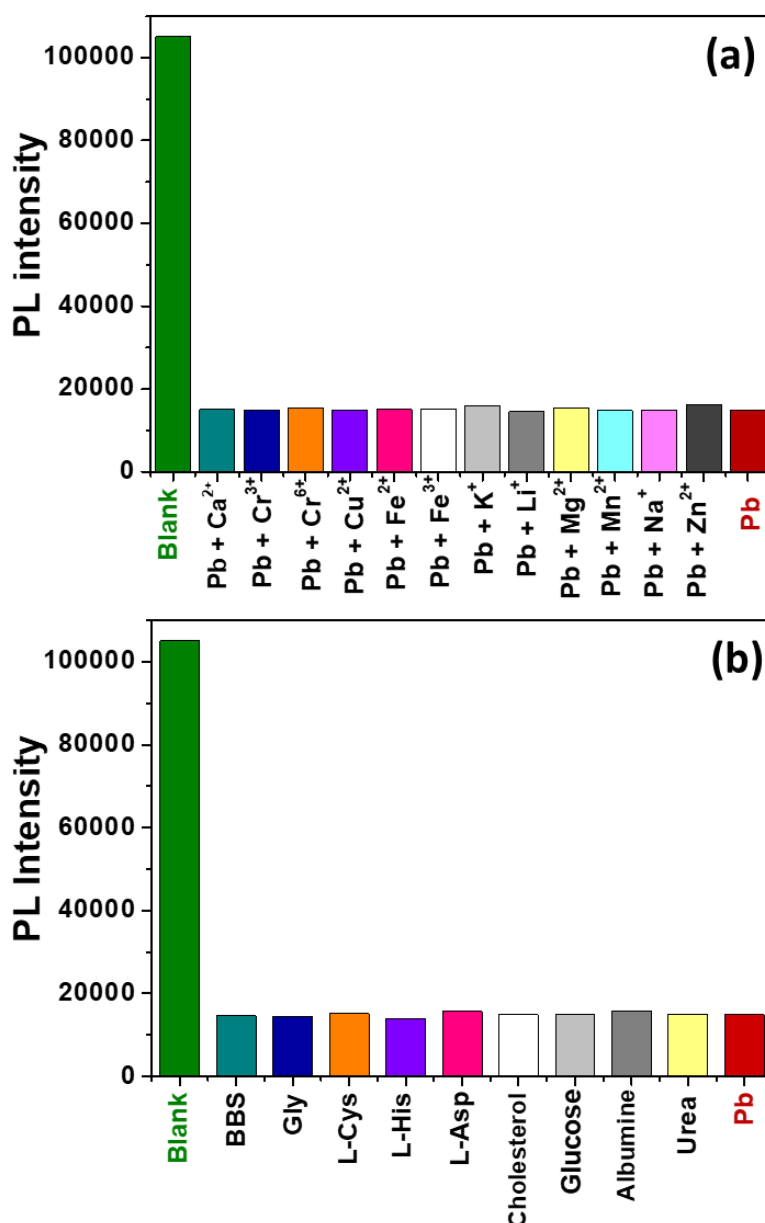 (a)
PL intensity
100000
80000
60000
40000
20000
0
Blank
Pb + Ca²⁺
Pb + Cr³⁺
Pb + Cr⁶⁺
Pb + Cu²⁺
Pb + Fe²⁺
Pb + Fe³⁺
Pb + K⁺
Pb + Li⁺
Pb + Mg²⁺
Pb + Mn²⁺
Pb + Na⁺
Pb + Zn²⁺
Pb
(b)
PL Intensity
100000
80000
60000
40000
20000
0
Blank
BBS
Gly
L-Cys
L-His
L-Asp
Cholesterol
Glucose
Albumine
Urea
Pb